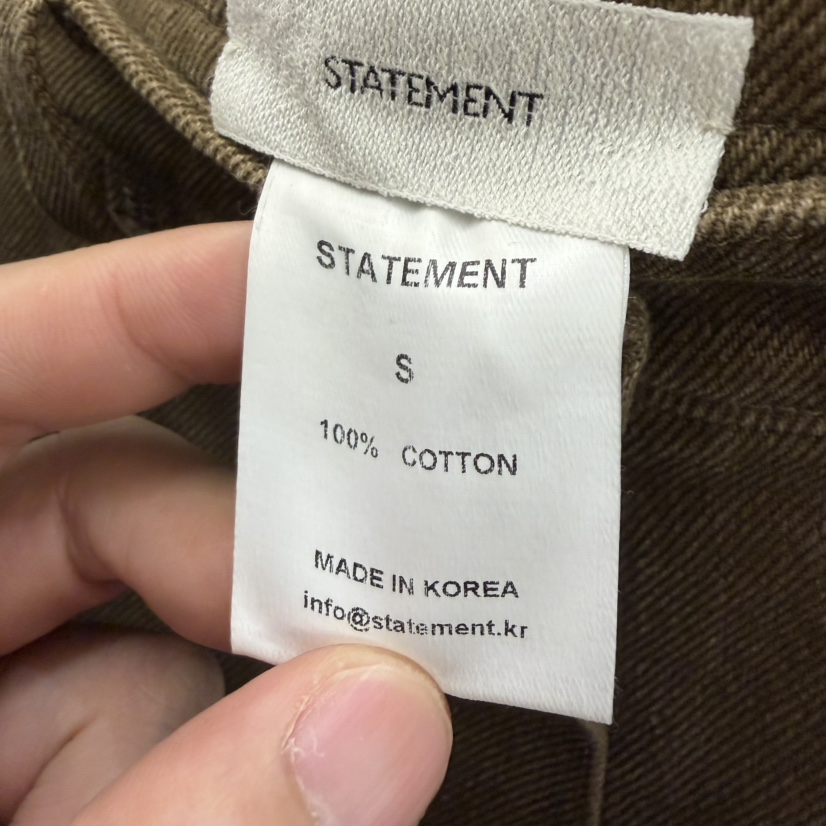 STATEMENT
STATEMENT
S
100% COTTON
MADE IN KOREA
info@statement.kr